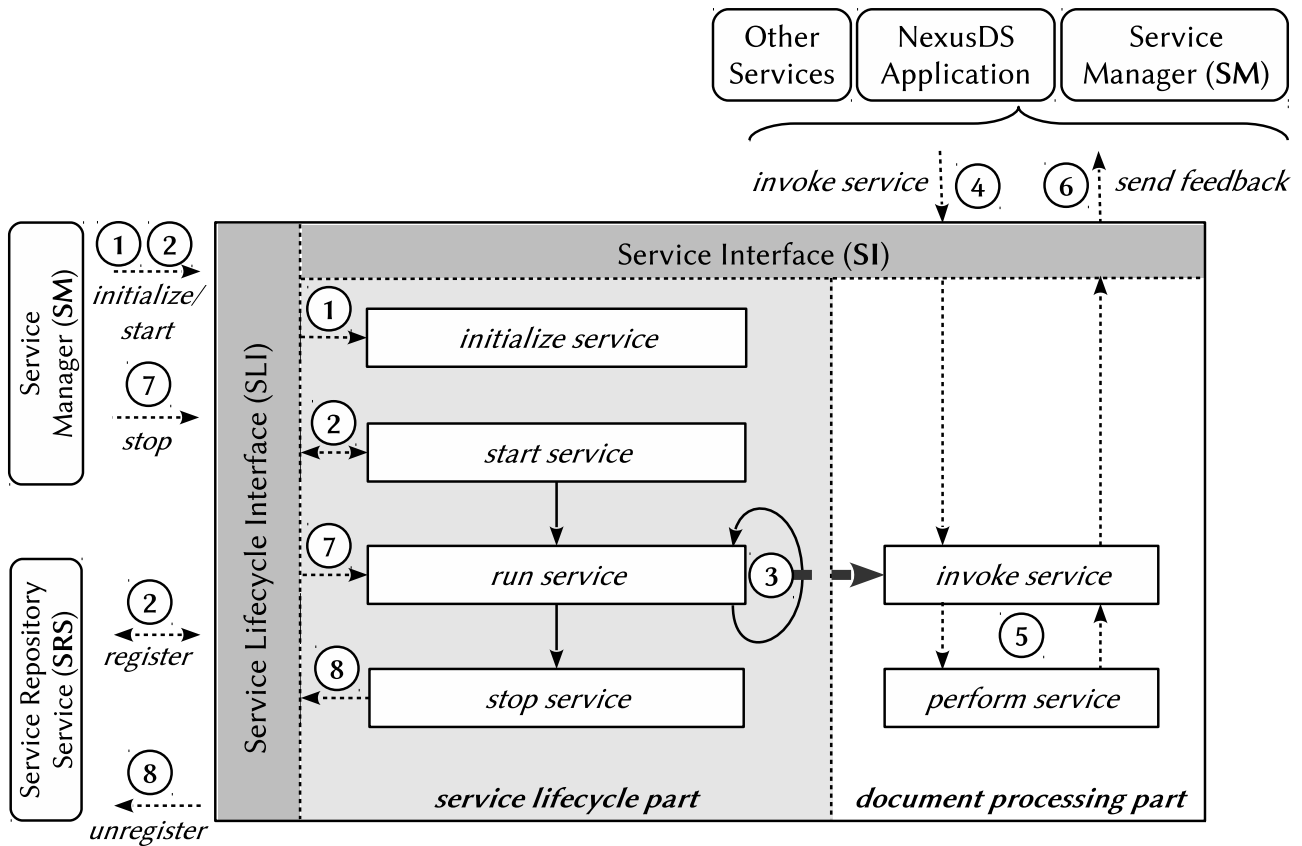 Other
Services
NexusDS
Application
Service
Manager (SM)
invoke service
4
6
send feedback
Service
Manager (SM)
1
2
initialize/
start
7
stop
Service Repository
Service (SRS)
2
register
8
unregister
Service Lifecycle Interface (SLI)
Service Interface (SI)
1
initialize service
2
start service
7
run service
3
8
stop service
service lifecycle part
invoke service
5
perform service
document processing part